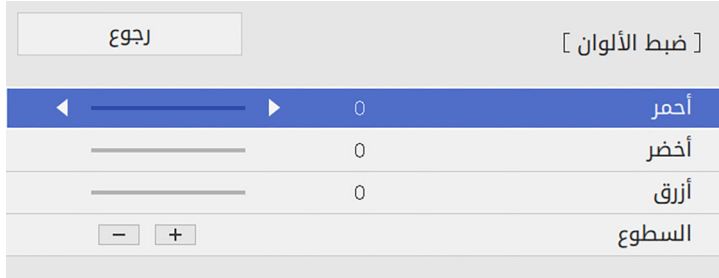 [ ضبط الألوان ] رجوع
أحمر 0
أخضر 0
أزرق 0
السطوع + −